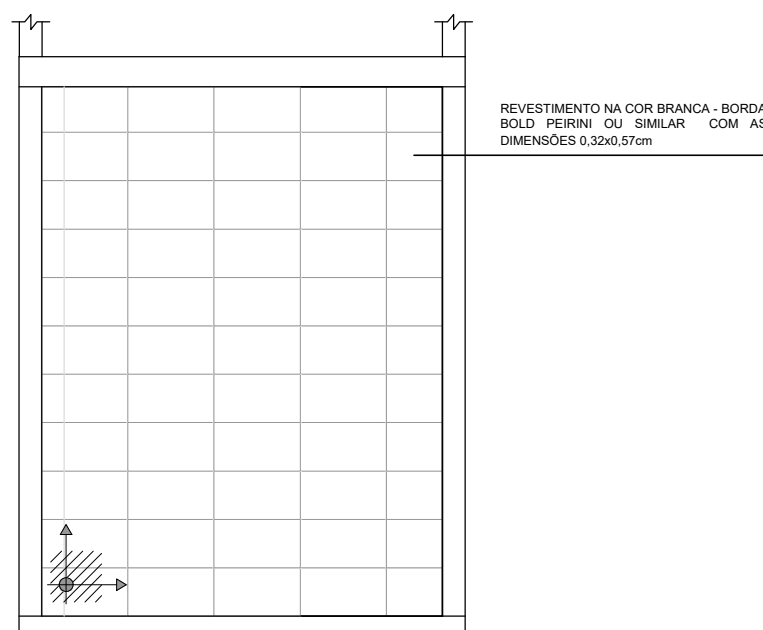 REVESTIMENTO NA COR BRANCA - BORDA
BOLD PEIRINI OU SIMILAR COM AS
DIMENSÕES 0,32x0,57cm